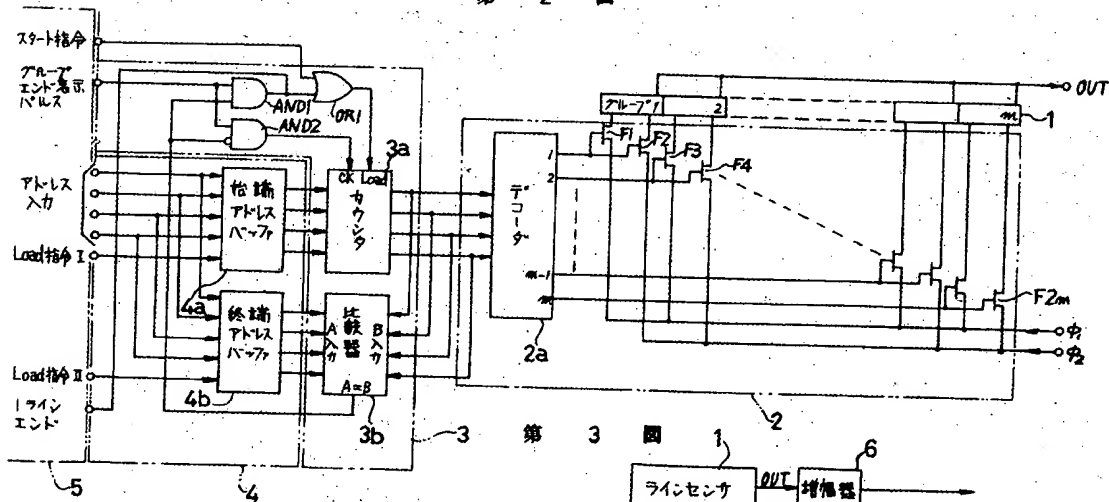 第 2 図
スタート指令
グループ
エンド表示
パルス
AND1
OR1
AND2
アドレス
入力
Load指令 I
始端
アドレス
バッファ
4a
CK Load
カウンタ
3a
終端
アドレス
バッファ
4b
A入力
比較器
B入力
A=B
3b
Load指令 II
1ライン
エンド
5
4
3
デコーダ
1
2
m-1
m
2a
グループ1
2
m
OUT
1
F1
F2
F3
F4
F2m
φ1
φ2
2
第 3 図
ラインセンサ
1
OUT
増幅器
6